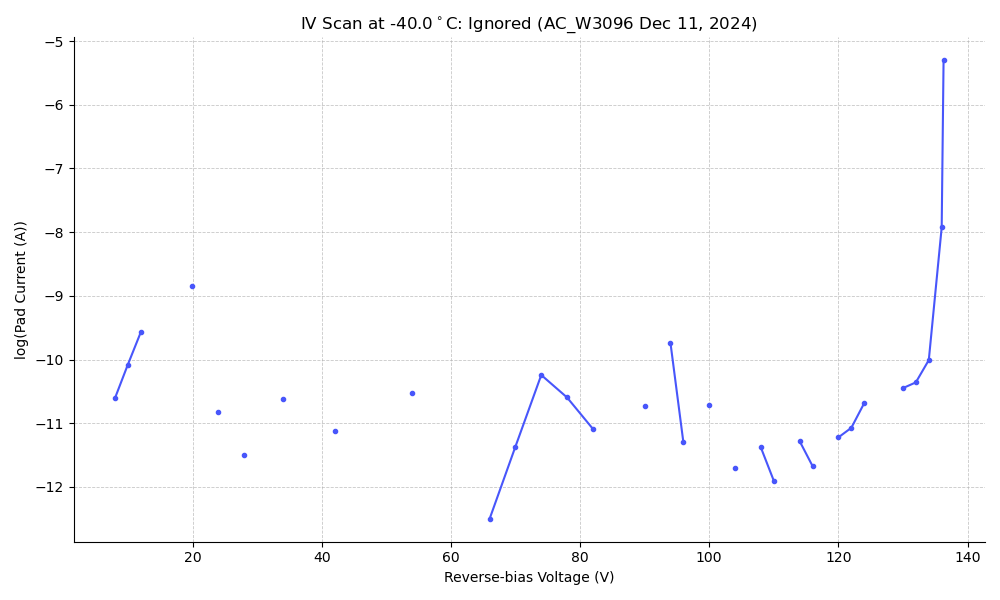 IV Scan at -40.0°C: Ignored (AC_W3096 Dec 11, 2024)
log(Pad Current (A))
−5
−6
−7
−8
−9
−10
−11
−12
20 40 60 80 100 120 140
Reverse-bias Voltage (V)